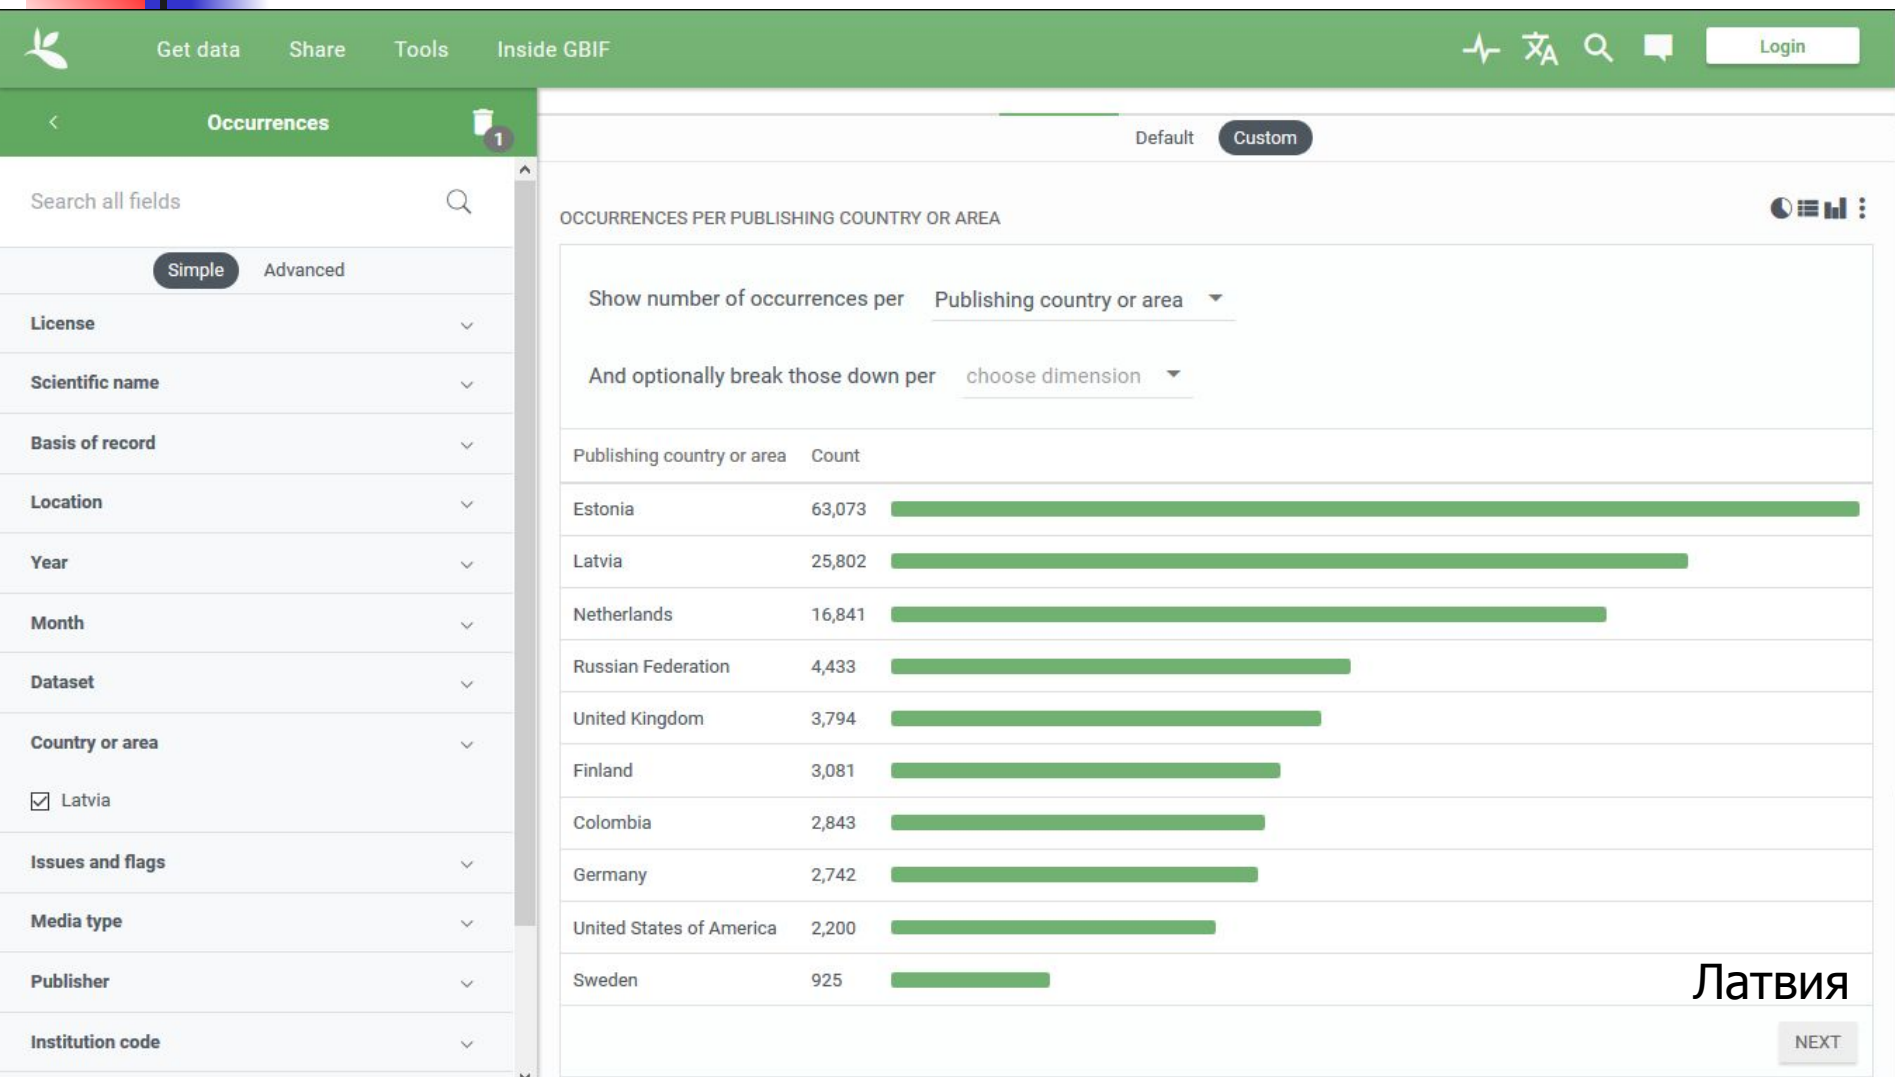 Get data Share Tools Inside GBIF Login
Occurrences 1
Search all fields
Simple Advanced
License
Scientific name
Basis of record
Location
Year
Month
Dataset
Country or area
Latvia
Issues and flags
Media type
Publisher
Institution code
Default Custom
OCCURRENCES PER PUBLISHING COUNTRY OR AREA
Show number of occurrences per Publishing country or area
And optionally break those down per choose dimension
Publishing country or area Count
Estonia 63,073
Latvia 25,802
Netherlands 16,841
Russian Federation 4,433
United Kingdom 3,794
Finland 3,081
Colombia 2,843
Germany 2,742
United States of America 2,200
Sweden 925
Латвия
NEXT